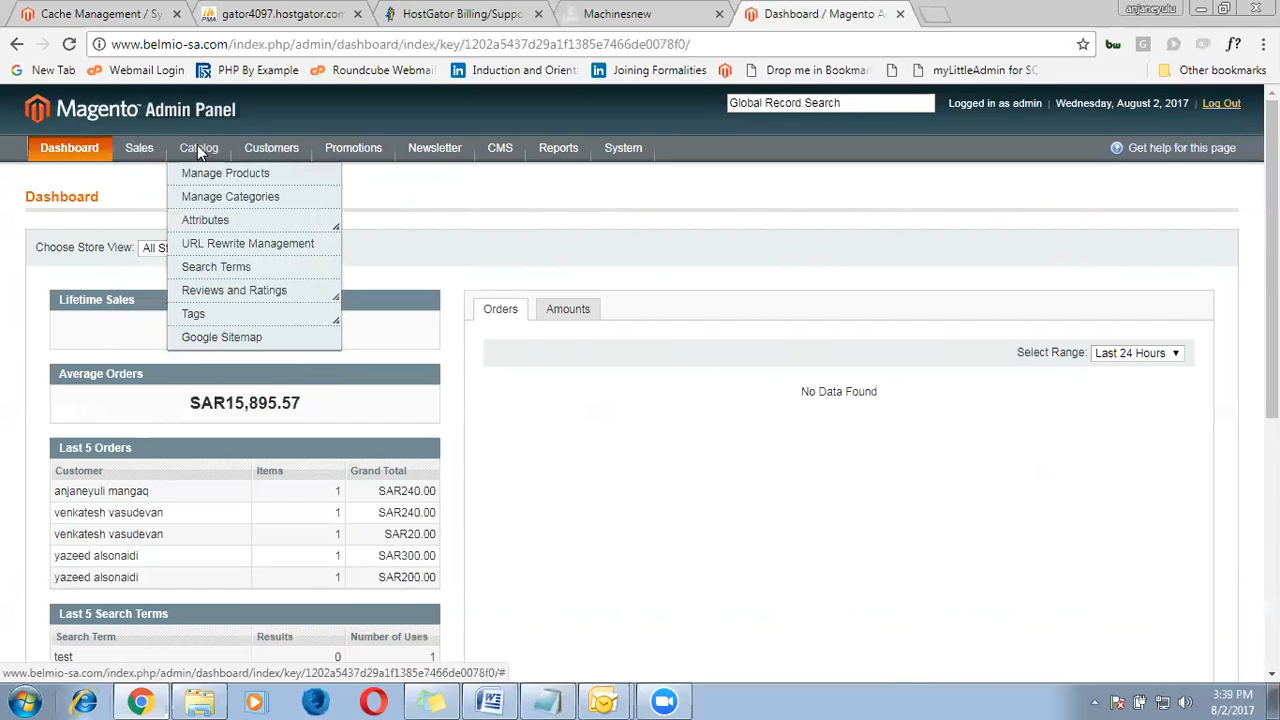 Cache Management / Sy
gator4097.hostgator.com
HostGator Billing/Suppo
Machinesnew
Dashboard / Magento A
anjaneyulu
www.belmio-sa.com/index.php/admin/dashboard/index/key/1202a5437d29a1f1385e7466de0078f0/
New Tab
Webmail Login
PHP By Example
Roundcube Webmail
Induction and Orient
Joining Formalities
Drop me in Bookmar
myLittleAdmin for SQ
Other bookmarks
Magento Admin Panel
Global Record Search
Logged in as admin
Wednesday, August 2, 2017
Log Out
Dashboard
Sales
Catalog
Customers
Promotions
Newsletter
CMS
Reports
System
Get help for this page
Manage Products
Manage Categories
Attributes
URL Rewrite Management
Search Terms
Reviews and Ratings
Tags
Google Sitemap
Dashboard
Choose Store View:
All St
Lifetime Sales
Average Orders
SAR15,895.57
Last 5 Orders
Customer Items Grand Total
anjaneyuli mangaq 1 SAR240.00
venkatesh vasudevan 1 SAR240.00
venkatesh vasudevan 1 SAR20.00
yazeed alsonaidi 1 SAR300.00
yazeed alsonaidi 1 SAR200.00
Last 5 Search Terms
Search Term Results Number of Uses
test 0 1
Orders
Amounts
Select Range:
Last 24 Hours
No Data Found
www.belmio-sa.com/index.php/admin/dashboard/index/key/1202a5437d29a1f1385e7466de0078f0/#
3:39 PM
8/2/2017